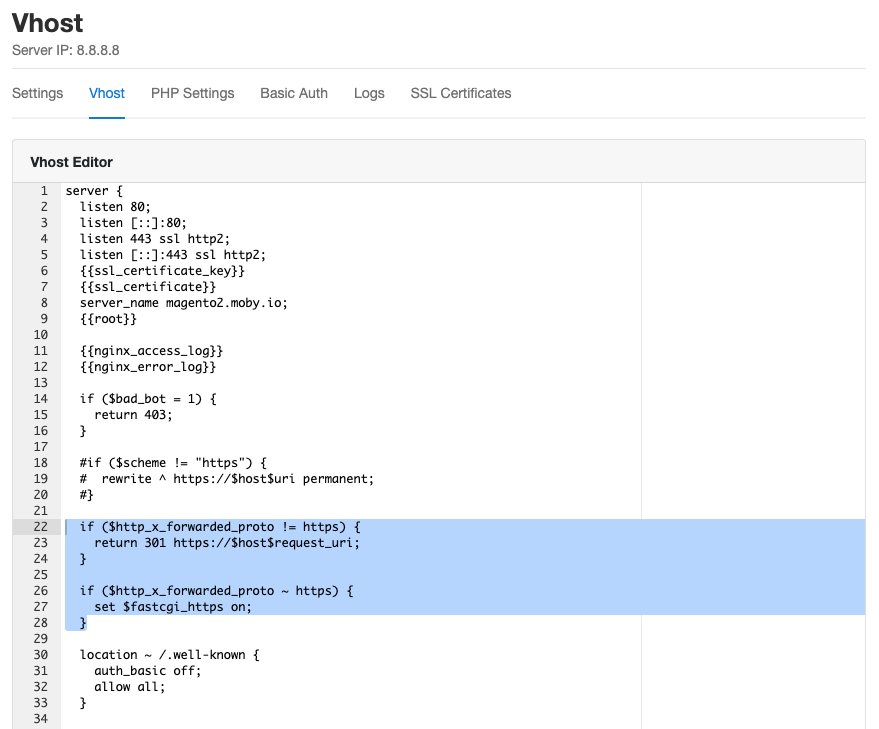 Vhost
Server IP: 8.8.8.8
Settings Vhost PHP Settings Basic Auth Logs SSL Certificates
Vhost Editor
1 server {
2   listen 80;
3   listen [::]:80;
4   listen 443 ssl http2;
5   listen [::]:443 ssl http2;
6   {{ssl_certificate_key}}
7   {{ssl_certificate}}
8   server_name magento2.moby.io;
9   {{root}}
10
11   {{nginx_access_log}}
12   {{nginx_error_log}}
13
14   if ($bad_bot = 1) {
15     return 403;
16   }
17
18   #if ($scheme != "https") {
19   #  rewrite ^ https://$host$uri permanent;
20   #}
21
22   if ($http_x_forwarded_proto != https) {
23     return 301 https://$host$request_uri;
24   }
25
26   if ($http_x_forwarded_proto ~ https) {
27     set $fastcgi_https on;
28   }
29
30   location ~ /.well-known {
31     auth_basic off;
32     allow all;
33   }
34